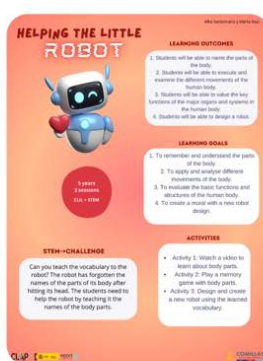 HELPING THE LITTLE
ROBOT
LEARNING OUTCOMES
1. Students will be able to name the parts of
the body.
2. Students will be able to execute and
examine the different movements of the
human body.
3. Students will be able to value the key
functions of the major organs and systems in
the human body.
4. Students will be able to design a robot.
LEARNING GOALS
1. To remember and understand the parts
of the body.
2. To apply and analyse different
movements of the body.
3. To evaluate the basic functions and
structures of the human body.
4. To create a mural with a new robot
design.
5 years
3 sessions
CLIL + STEM
STEM→CHALLENGE
Can you teach the vocabulary to the
robot? The robot has forgotten the
names of the parts of its body after
hitting its head. The students need to
help the robot by teaching it the
names of the body parts.
ACTIVITIES
Activity 1: Watch a video
to learn about body parts.
Activity 2: Play a memory
game with body parts.
Activity 3: Design and create
a new robot using the learned
vocabulary.
CLAP
COMILLAS